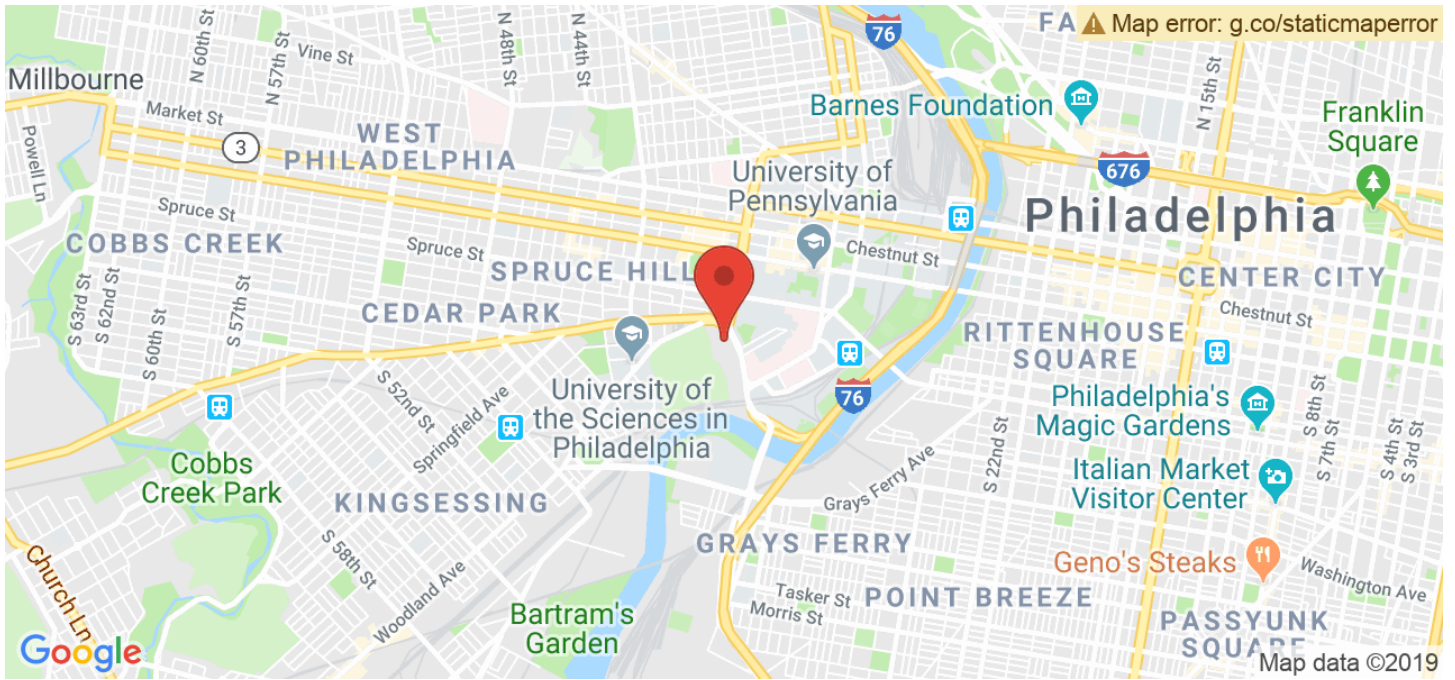 FA
Map error: g.co/staticmaperror
Millbourne
N 60th St
N 57th St
Vine St
N 48th St
N 44th St
76
Barnes Foundation
N 15th St
Franklin
Square
Powell Ln
Market St
3
WEST
PHILADELPHIA
University of
Pennsylvania
676
Philadelphia
Spruce St
COBBS CREEK
Spruce St
SPRUCE HILL
Chestnut St
CENTER CITY
S 63rd St
S 62nd St
S 60th St
S 57th St
CEDAR PARK
Chestnut St
RITTENHOUSE
SQUARE
S 52nd St
Springfield Ave
University of
the Sciences in
Philadelphia
76
Philadelphia's
Magic Gardens
S 8th St
S 7th St
S 4th St
S 3rd St
S 22nd St
Cobbs
Creek Park
KINGSESSING
Grays Ferry Ave
Italian Market
Visitor Center
GRAYS FERRY
Geno's Steaks
Washington Ave
S 58th St
Woodland Ave
Church Ln
Bartram's
Garden
Tasker St
Morris St
POINT BREEZE
PASSYUNK
SQUARE
Google
Map data ©2019